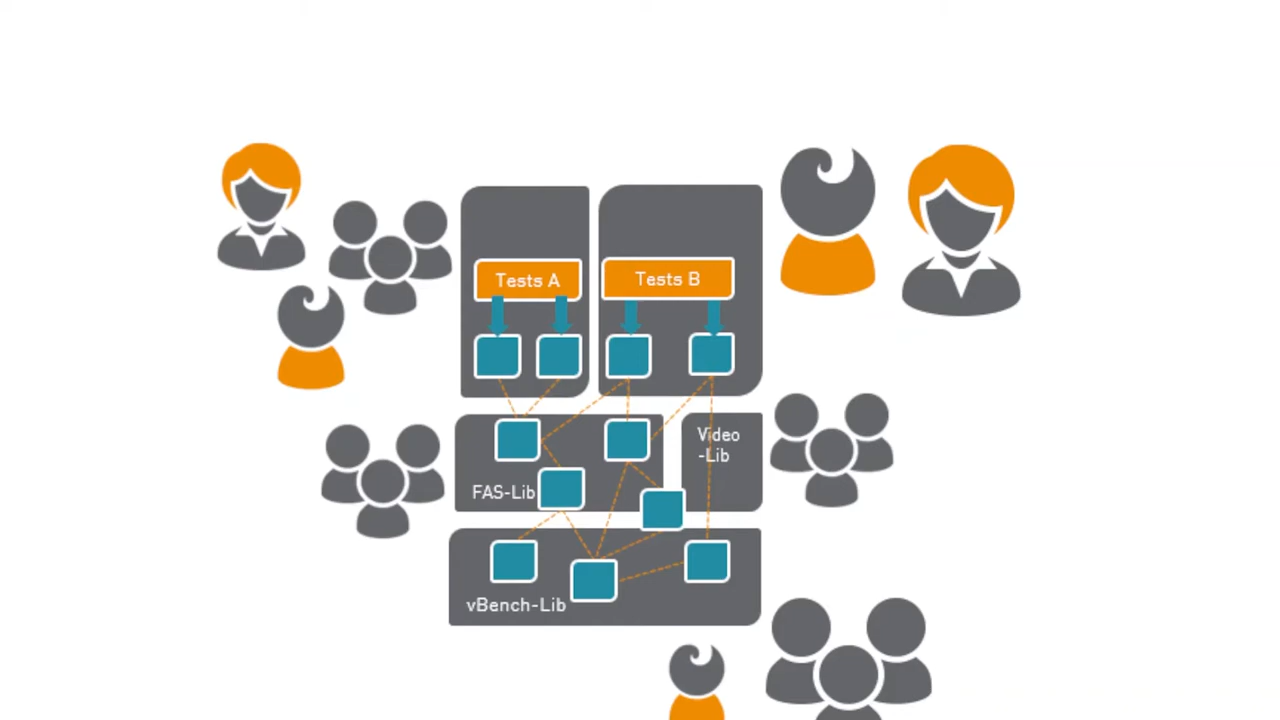 Tests A
Tests B
Video
-Lib
FAS-Lib
vBench-Lib